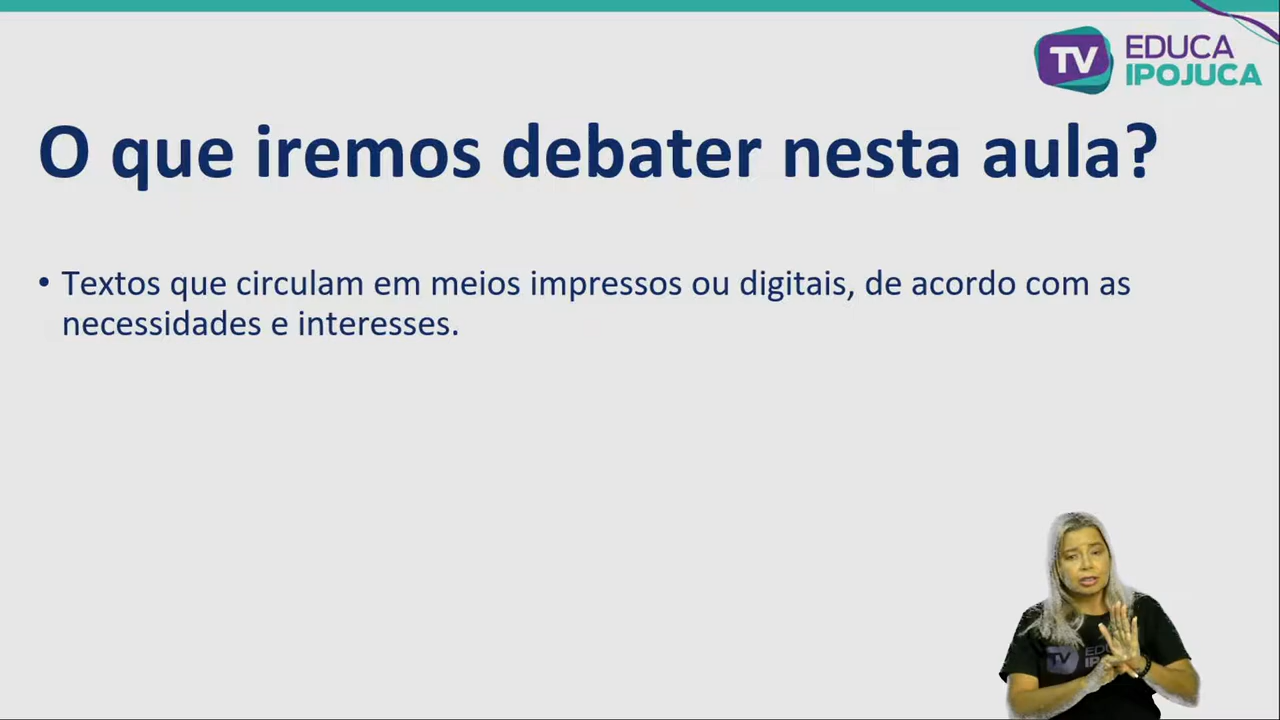 TV EDUCA
IPOJUCA
O que iremos debater nesta aula?
• Textos que circulam em meios impressos ou digitais, de acordo com as
necessidades e interesses.
TV